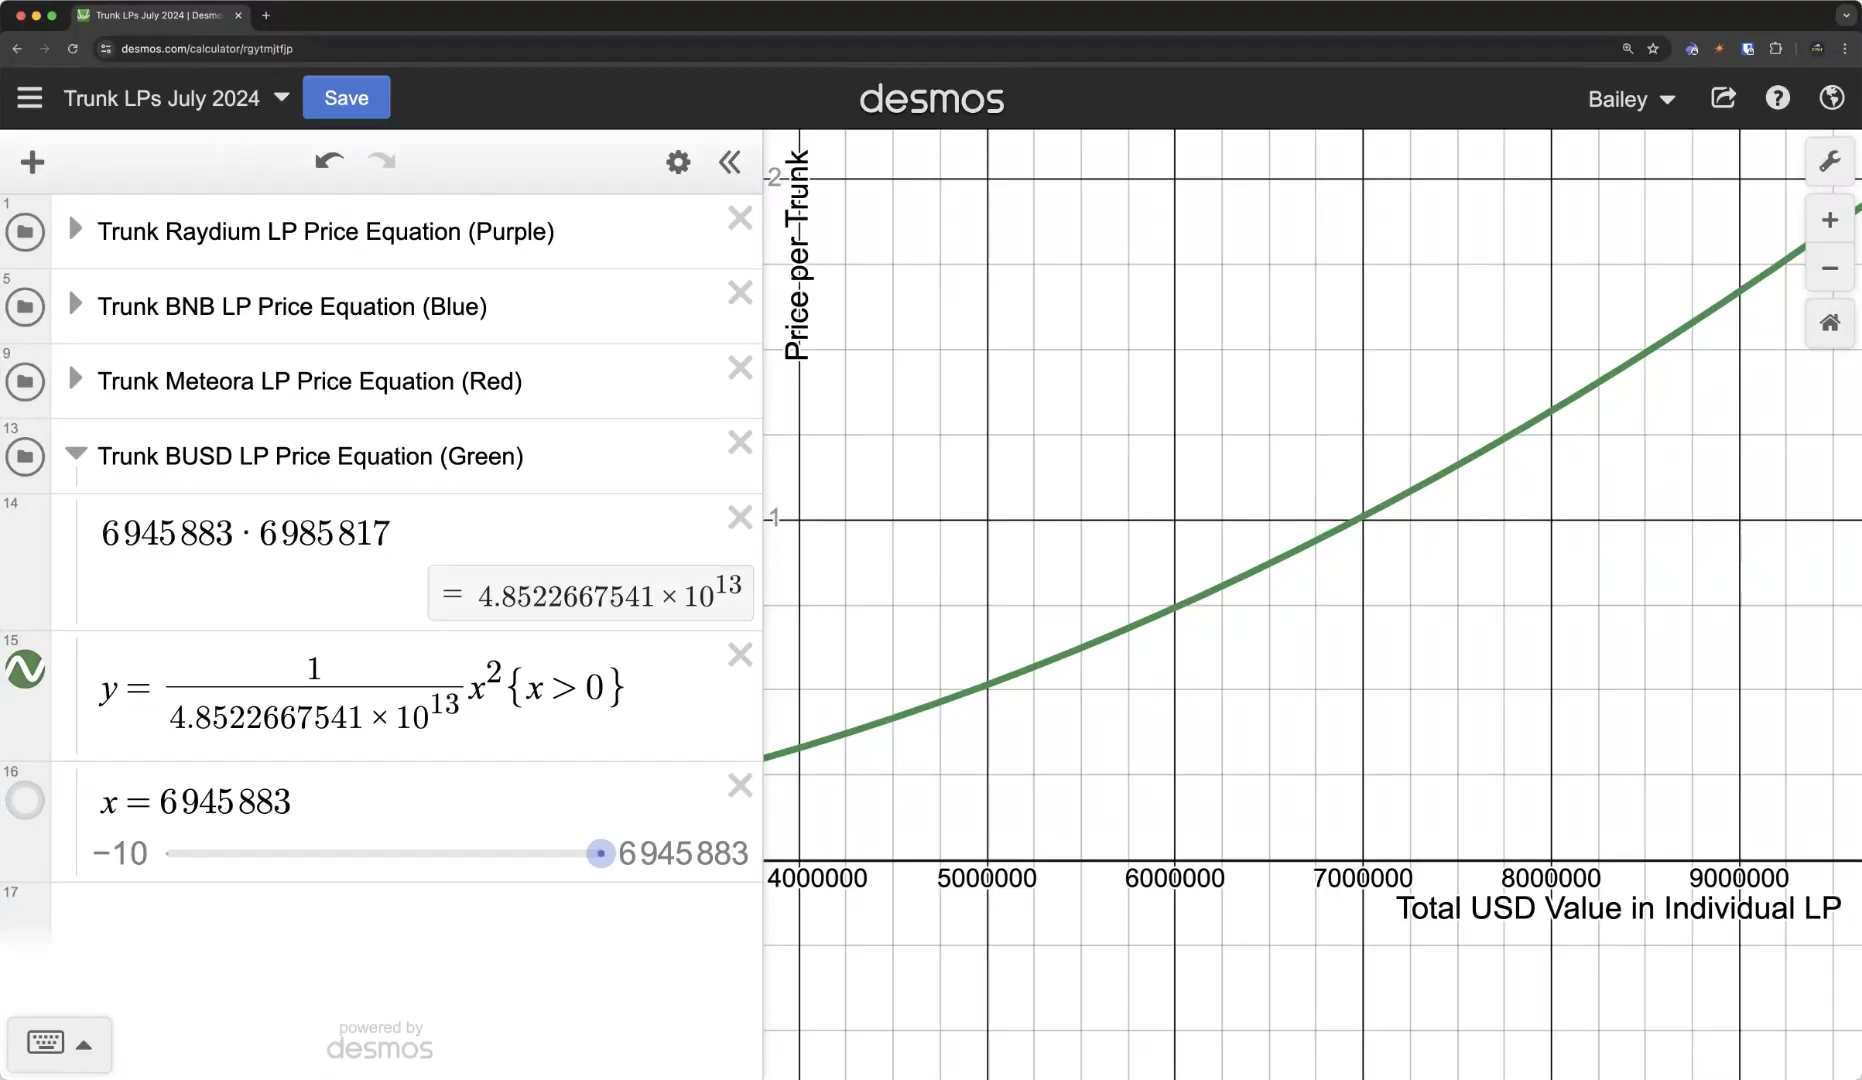 Trunk LPs July 2024 | Desmo
desmos.com/calculator/rgytmjtfjp
Trunk LPs July 2024
Save
desmos
Bailey
1
Trunk Raydium LP Price Equation (Purple)
5
Trunk BNB LP Price Equation (Blue)
9
Trunk Meteora LP Price Equation (Red)
13
Trunk BUSD LP Price Equation (Green)
14
6945883 · 6985817
= 4.8522667541 × 10^13
15
y = 1 / 4.8522667541 × 10^13 x^2 {x > 0}
16
x = 6945883
−10
6945883
17
powered by
desmos
Price per Trunk
2
1
4000000
5000000
6000000
7000000
8000000
9000000
Total USD Value in Individual LP